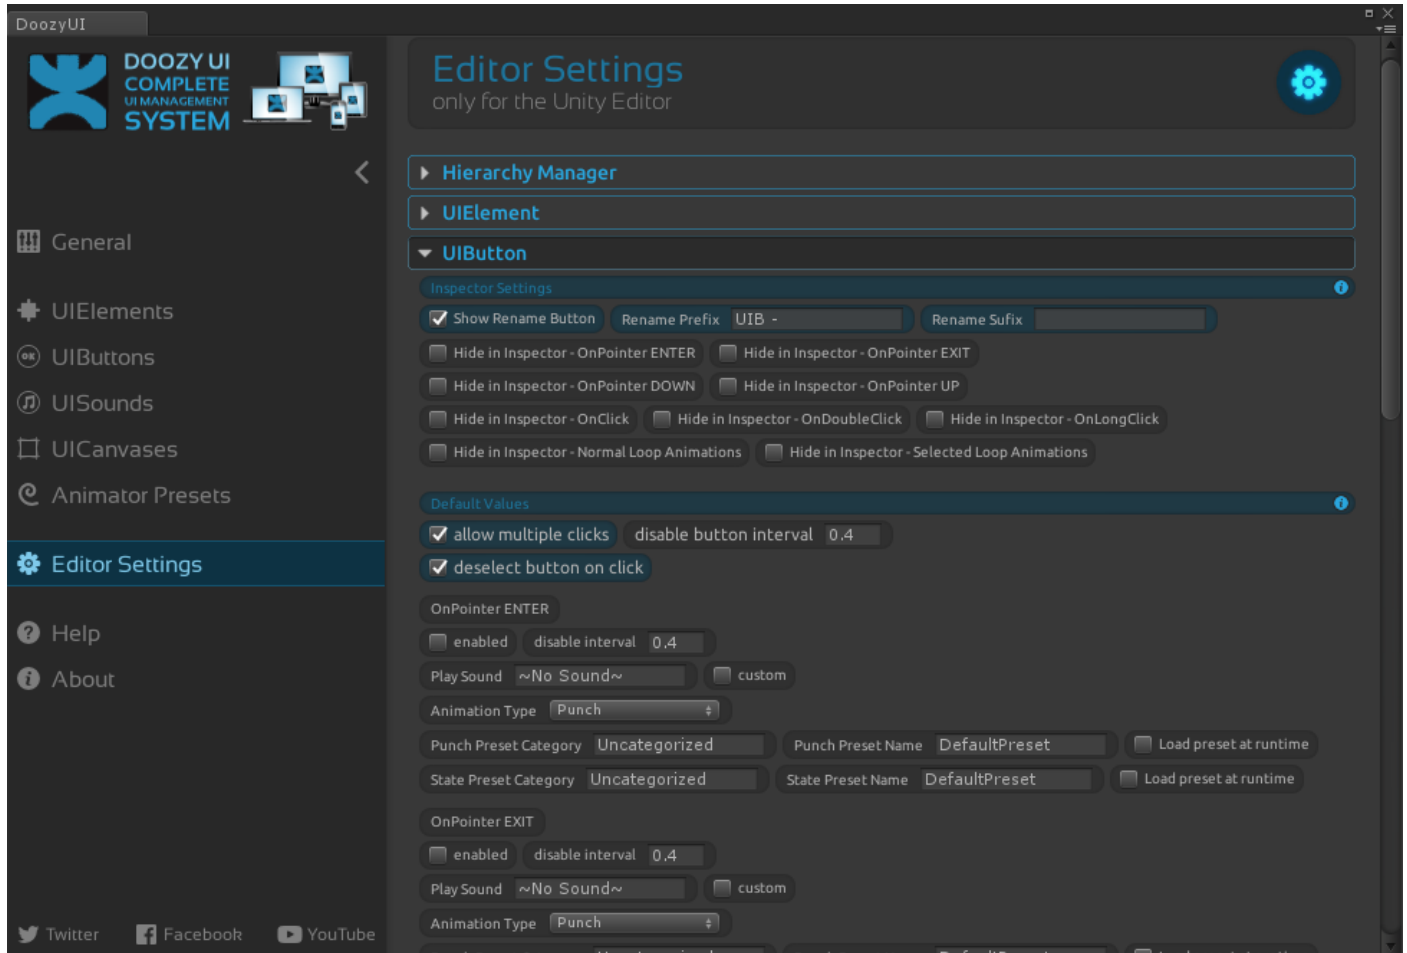 DoozyUI
DOOZY UI
COMPLETE
UI MANAGEMENT
SYSTEM
General
UIElements
OK UIButtons
UISounds
UICanvases
Animator Presets
Editor Settings
Help
About
Twitter Facebook YouTube
Editor Settings
only for the Unity Editor
Hierarchy Manager
UIElement
UIButton
Inspector Settings
Show Rename Button Rename Prefix UIB - Rename Sufix
Hide in Inspector - OnPointer ENTER Hide in Inspector - OnPointer EXIT
Hide in Inspector - OnPointer DOWN Hide in Inspector - OnPointer UP
Hide in Inspector - OnClick Hide in Inspector - OnDoubleClick Hide in Inspector - OnLongClick
Hide in Inspector - Normal Loop Animations Hide in Inspector - Selected Loop Animations
Default Values
allow multiple clicks disable button interval 0.4
deselect button on click
OnPointer ENTER
enabled disable interval 0.4
Play Sound ~No Sound~ custom
Animation Type Punch
Punch Preset Category Uncategorized Punch Preset Name DefaultPreset Load preset at runtime
State Preset Category Uncategorized State Preset Name DefaultPreset Load preset at runtime
OnPointer EXIT
enabled disable interval 0.4
Play Sound ~No Sound~ custom
Animation Type Punch